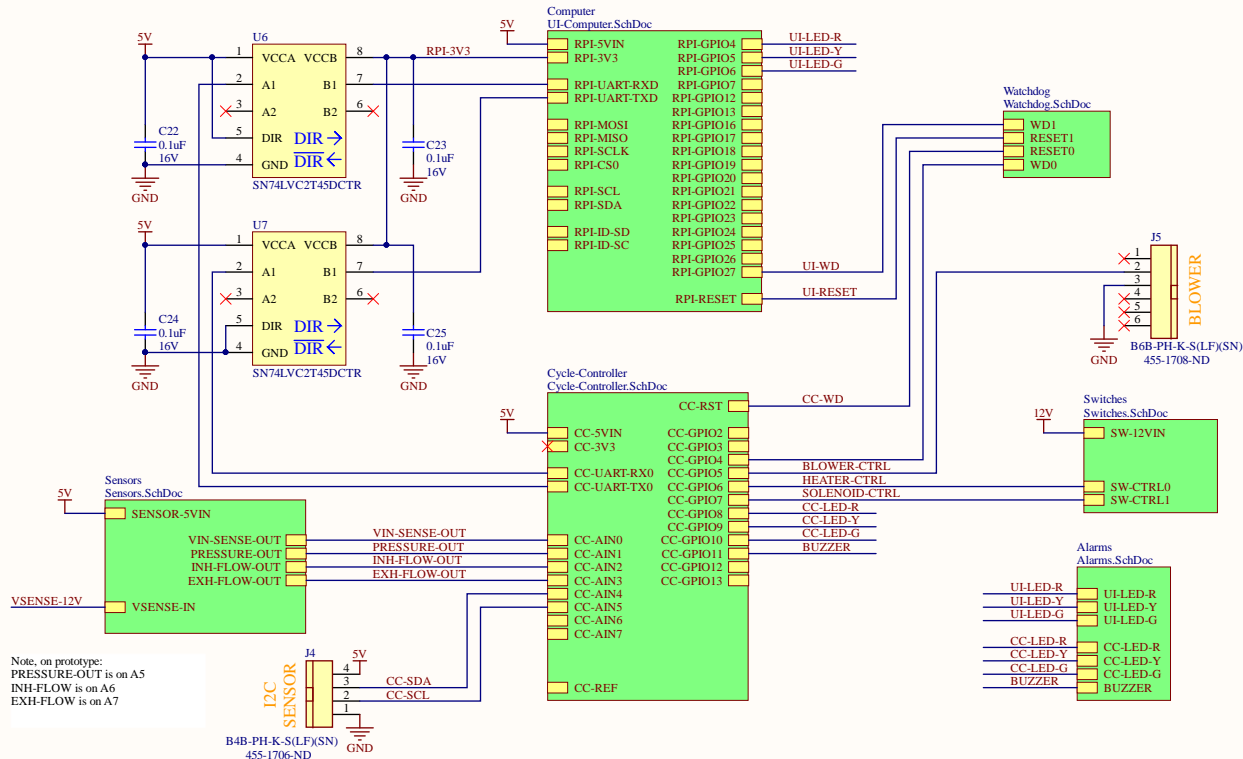 Computer
UI-Computer.SchDoc
5V
RPI-5VIN
RPI-3V3
RPI-UART-RXD
RPI-UART-TXD
RPI-MOSI
RPI-MISO
RPI-SCLK
RPI-CS0
RPI-SCL
RPI-SDA
RPI-ID-SD
RPI-ID-SC
RPI-GPIO4
RPI-GPIO5
RPI-GPIO6
RPI-GPIO7
RPI-GPIO12
RPI-GPIO13
RPI-GPIO16
RPI-GPIO17
RPI-GPIO18
RPI-GPIO19
RPI-GPIO20
RPI-GPIO21
RPI-GPIO22
RPI-GPIO23
RPI-GPIO24
RPI-GPIO25
RPI-GPIO26
RPI-GPIO27
RPI-RESET
UI-LED-R
UI-LED-Y
UI-LED-G
UI-WD
UI-RESET
5V
U6
1 VCCA VCCB 8
2 A1 B1 7
3 A2 B2 6
5 DIR DIR
4 GND DIR
SN74LVC2T45DCTR
RPI-3V3
C22
0.1uF
16V
GND
C23
0.1uF
16V
GND
5V
U7
1 VCCA VCCB 8
2 A1 B1 7
3 A2 B2 6
5 DIR DIR
4 GND DIR
SN74LVC2T45DCTR
C24
0.1uF
16V
GND
C25
0.1uF
16V
GND
Watchdog
Watchdog.SchDoc
WD1
RESET1
RESET0
WD0
J5
1
2
3
4
5
6
BLOWER
GND
B6B-PH-K-S(LF)(SN)
455-1708-ND
Cycle-Controller
Cycle-Controller.SchDoc
5V
CC-5VIN
CC-3V3
CC-UART-RX0
CC-UART-TX0
CC-AIN0
CC-AIN1
CC-AIN2
CC-AIN3
CC-AIN4
CC-AIN5
CC-AIN6
CC-AIN7
CC-REF
CC-RST
CC-GPIO2
CC-GPIO3
CC-GPIO4
CC-GPIO5
CC-GPIO6
CC-GPIO7
CC-GPIO8
CC-GPIO9
CC-GPIO10
CC-GPIO11
CC-GPIO12
CC-GPIO13
CC-WD
BLOWER-CTRL
HEATER-CTRL
SOLENOID-CTRL
CC-LED-R
CC-LED-Y
CC-LED-G
BUZZER
Switches
Switches.SchDoc
12V
SW-12VIN
SW-CTRL0
SW-CTRL1
Sensors
Sensors.SchDoc
5V
SENSOR-5VIN
VIN-SENSE-OUT
PRESSURE-OUT
INH-FLOW-OUT
EXH-FLOW-OUT
VSENSE-12V
VSENSE-IN
VIN-SENSE-OUT
PRESSURE-OUT
INH-FLOW-OUT
EXH-FLOW-OUT
Alarms
Alarms.SchDoc
UI-LED-R UI-LED-R
UI-LED-Y UI-LED-Y
UI-LED-G UI-LED-G
CC-LED-R CC-LED-R
CC-LED-Y CC-LED-Y
CC-LED-G CC-LED-G
BUZZER BUZZER
Note, on prototype:
PRESSURE-OUT is on A5
INH-FLOW is on A6
EXH-FLOW is on A7
J4
I2C
SENSOR
4
3
2
1
5V
CC-SDA
CC-SCL
GND
B4B-PH-K-S(LF)(SN)
455-1706-ND